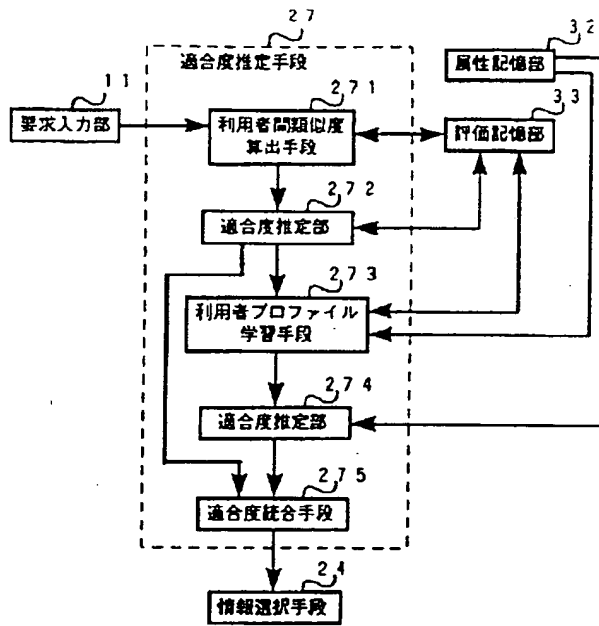 27
32
適合度推定手段
属性記憶部
11
271
33
要求入力部
利用者間類似度
算出手段
評価記憶部
272
適合度推定部
273
利用者プロファイル
学習手段
274
適合度推定部
275
適合度統合手段
24
情報選択手段